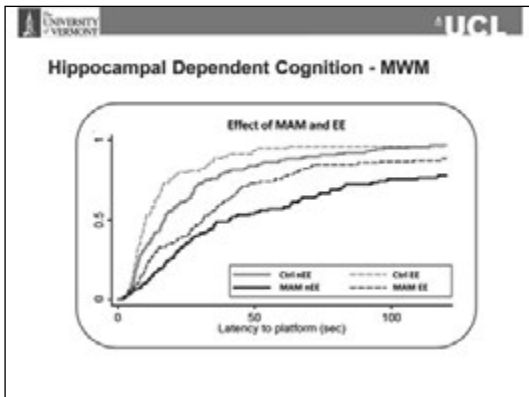 The
UNIVERSITY
of VERMONT
UCL
Hippocampal Dependent Cognition - MWM
Effect of MAM and EE
1
0.5
0
Ctrl nEE
Ctrl EE
MAM nEE
MAM EE
0
50
100
Latency to platform (sec)